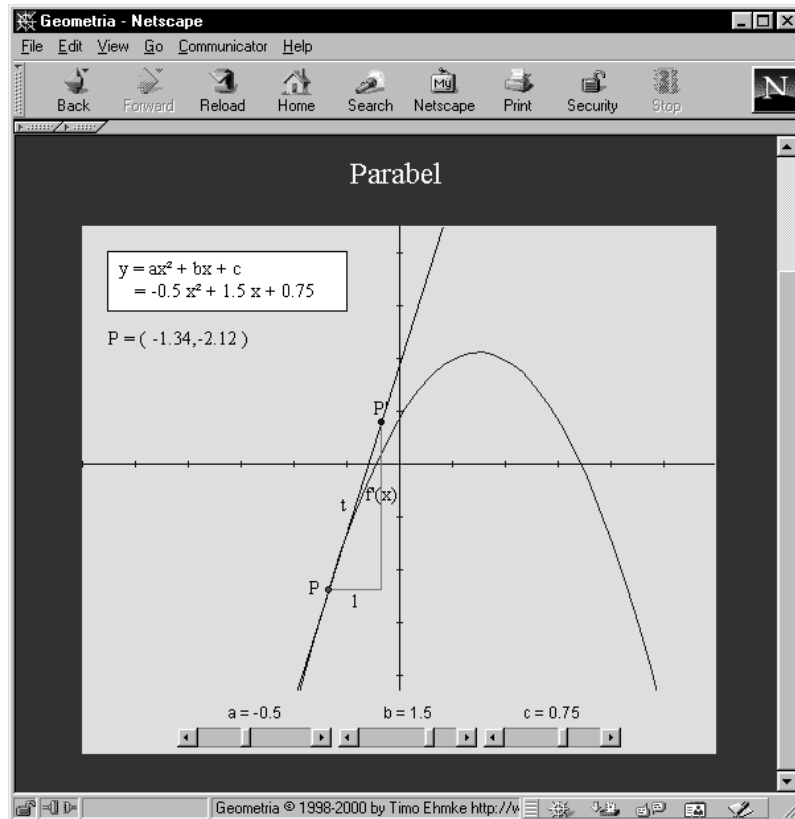 Geometria - Netscape
File Edit View Go Communicator Help
My
Back Forward Reload Home Search Netscape Print Security Stop
N
Parabel
y = ax² + bx + c
= -0.5 x² + 1.5 x + 0.75
P = ( -1.34,-2.12 )
P'
f'(x)
t
P
1
a = -0.5 b = 1.5 c = 0.75
Geometria © 1998-2000 by Timo Ehmke http://w